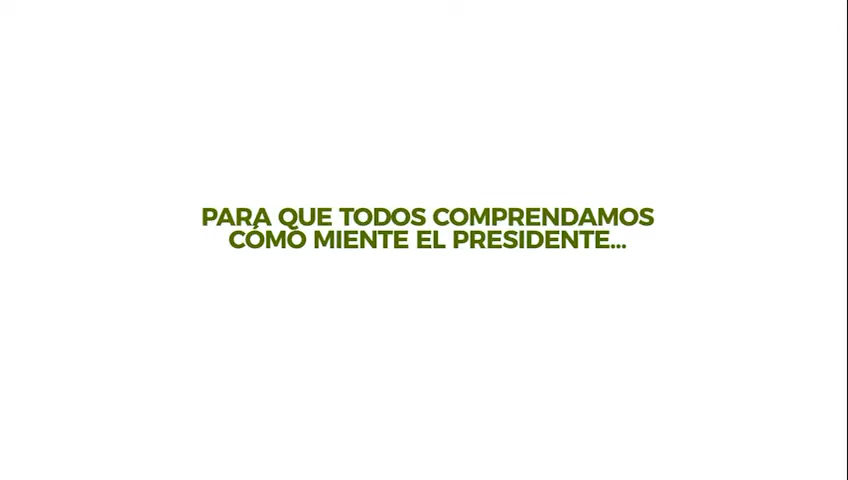 PARA QUE TODOS COMPRENDAMOS
CÓMO MIENTE EL PRESIDENTE...